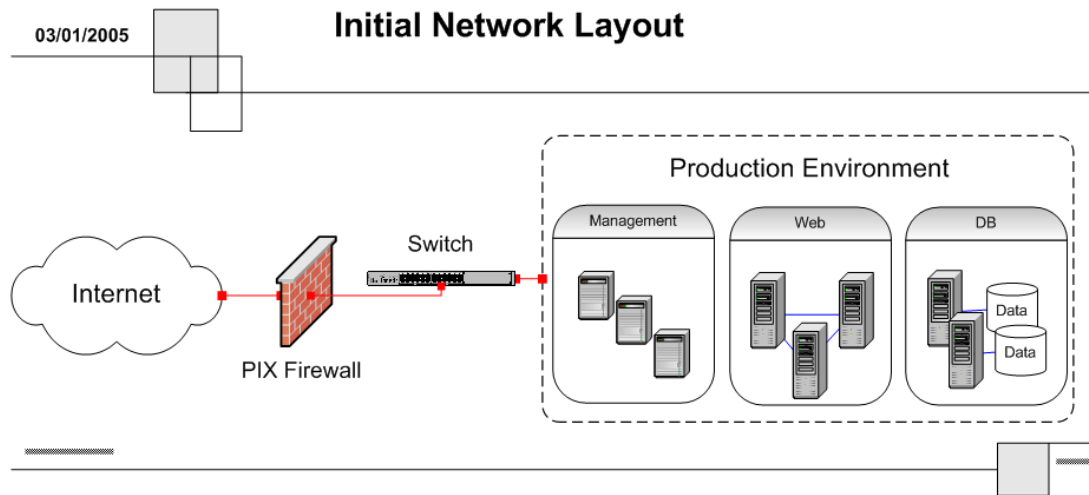 03/01/2005
Initial Network Layout
Production Environment
Management
Web
DB
Switch
Internet
PIX Firewall
Data
Data